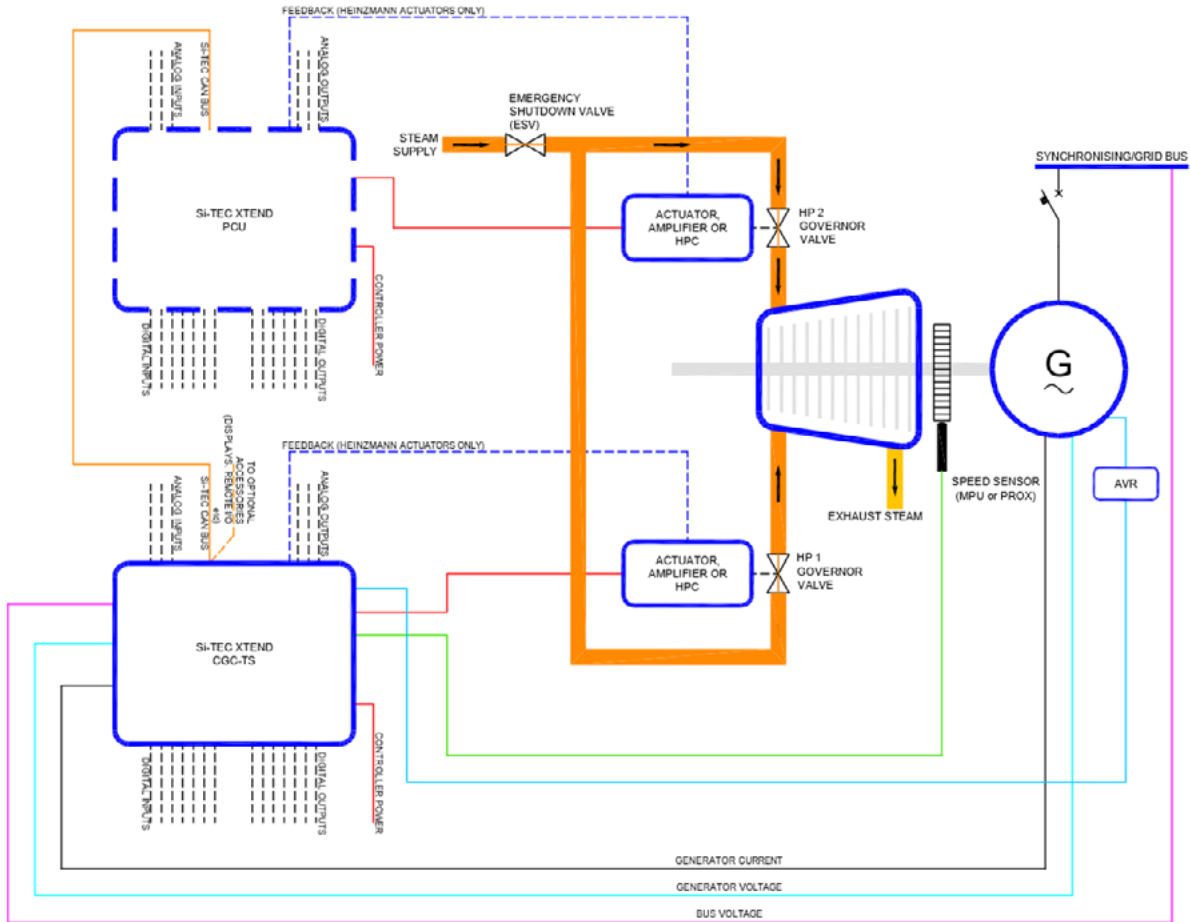 FEEDBACK (HEINZMANN ACTUATORS ONLY)
ANALOG INPUTS
Si-TEC CAN BUS
ANALOG OUTPUTS
EMERGENCY
SHUTDOWN VALVE
(ESV)
STEAM
SUPPLY
SYNCHRONISING/GRID BUS
Si-TEC XTEND
PCU
ACTUATOR,
AMPLIFIER OR
HPC
HP 2
GOVERNOR
VALVE
CONTROLLER POWER
DIGITAL INPUTS
DIGITAL OUTPUTS
G
FEEDBACK (HEINZMANN ACTUATORS ONLY)
TO OPTIONAL
ACCESSORIES
(DISPLAYS, REMOTE I/O
etc)
ANALOG INPUTS
Si-TEC CAN BUS
ANALOG OUTPUTS
SPEED SENSOR
(MPU or PROX)
AVR
EXHAUST STEAM
ACTUATOR,
AMPLIFIER OR
HPC
HP 1
GOVERNOR
VALVE
Si-TEC XTEND
CGC-TS
CONTROLLER POWER
DIGITAL INPUTS
DIGITAL OUTPUTS
GENERATOR CURRENT
GENERATOR VOLTAGE
BUS VOLTAGE